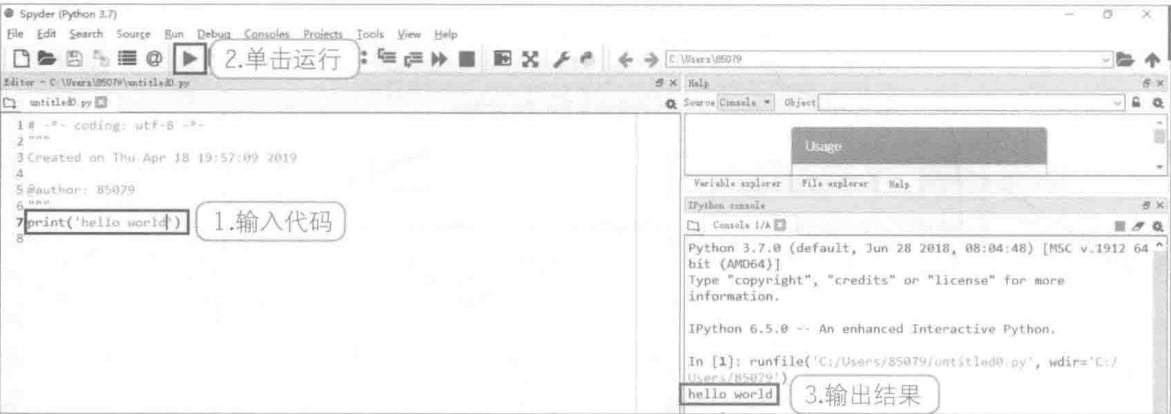 Spyder (Python 3.7)
File Edit Search Source Run Debug Consoles Projects Tools View Help
2.单击运行
C:\Users\85079
Editor - C:\Users\85079\untitled0.py
Help
untitled0.py
Source Console Object
1 # -*- coding: utf-8 -*-
2 """
3 Created on Thu Apr 18 19:57:09 2019
4
5 @author: 85079
6 """
7 print('hello world')
8
1.输入代码
Usage
Variable explorer File explorer Help
IPython console
Console 1/A
Python 3.7.0 (default, Jun 28 2018, 08:04:48) [MSC v.1912 64
bit (AMD64)]
Type "copyright", "credits" or "license" for more
information.
IPython 6.5.0 -- An enhanced Interactive Python.
In [1]: runfile('C:/Users/85079/untitled0.py', wdir='C:/
Users/85079')
hello world
3.输出结果